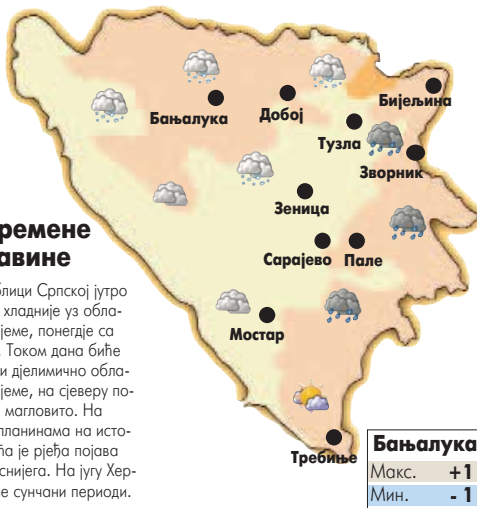 Бањалука
Добој
Бијељина
Тузла
Зворник
Зеница
Сарајево
Пале
Мостар
Требиње
ремене
авине
блици Српској јутро
хладније уз обла-
јеме, понегдје са
. Током дана биће
и дјелимично обла-
јеме, на сјеверу по-
магловито. На
планинама на исто-
ћа је рјеђа појава
снијега. На југу Хер-
е сунчани периоди.
Бањалука
Макс. +1
Мин. - 1